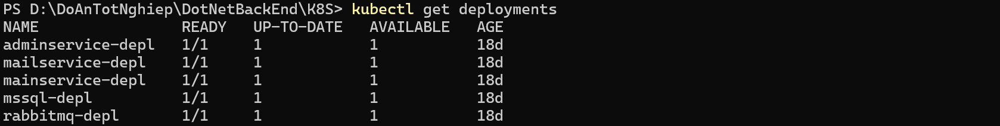 PS D:\DoAnTotNghiep\DotNetBackEnd\K8S> kubectl get deployments
NAME READY UP-TO-DATE AVAILABLE AGE
adminservice-depl 1/1 1 1 18d
mailservice-depl 1/1 1 1 18d
mainservice-depl 1/1 1 1 18d
mssql-depl 1/1 1 1 18d
rabbitmq-depl 1/1 1 1 18d